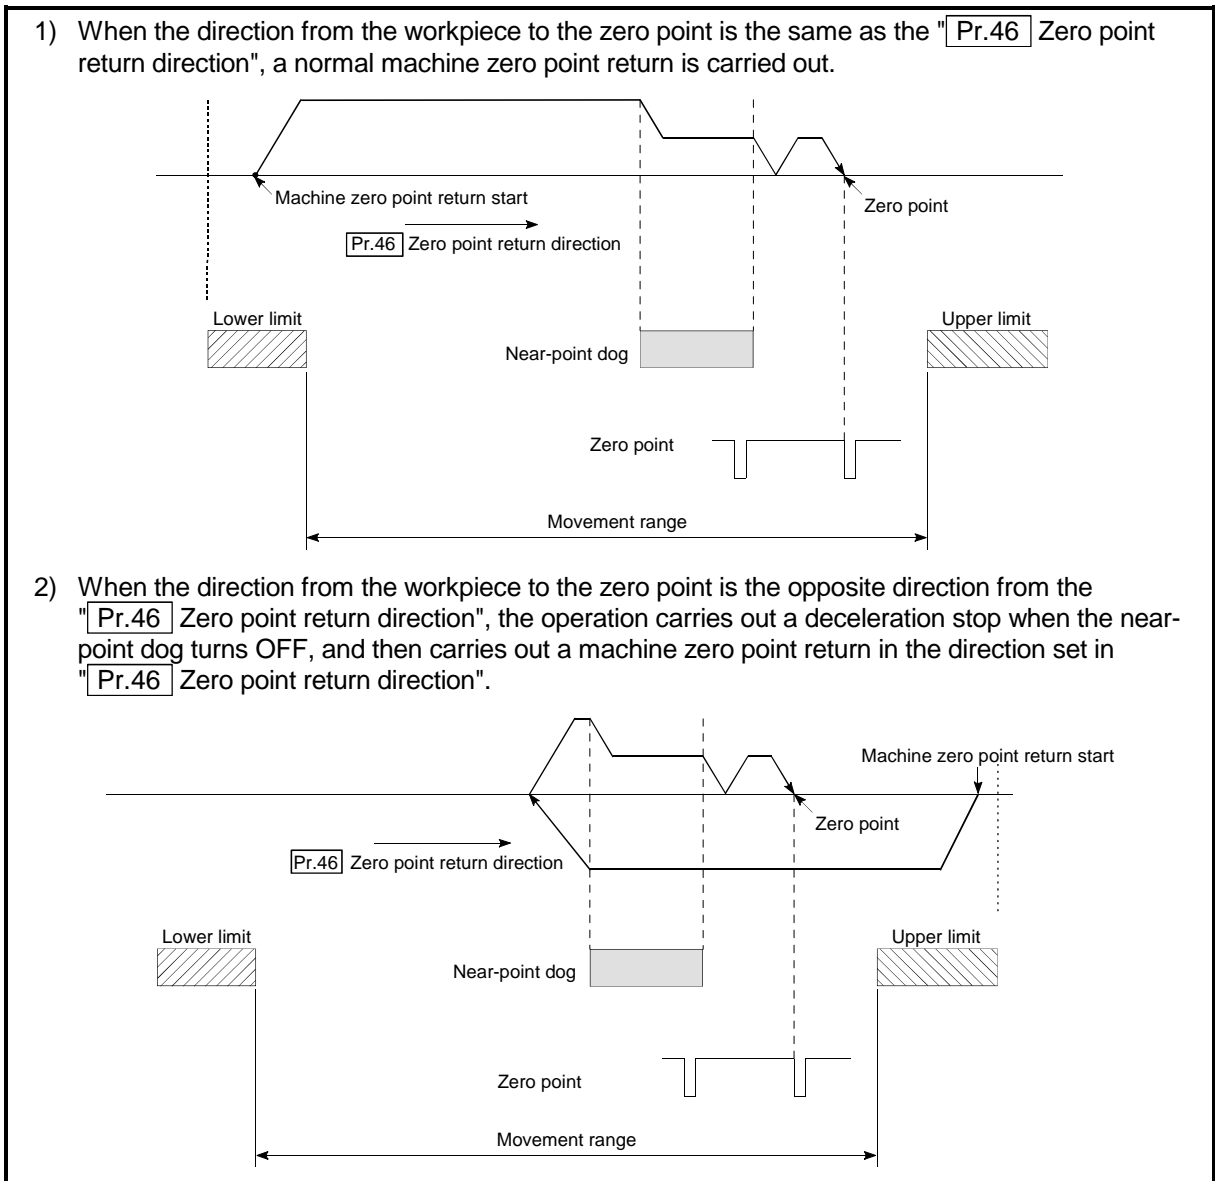 1) When the direction from the workpiece to the zero point is the same as the "Pr.46 Zero point
return direction", a normal machine zero point return is carried out.
Machine zero point return start
Zero point
Pr.46 Zero point return direction
Lower limit
Upper limit
Near-point dog
Zero point
Movement range
2) When the direction from the workpiece to the zero point is the opposite direction from the
"Pr.46 Zero point return direction", the operation carries out a deceleration stop when the near-
point dog turns OFF, and then carries out a machine zero point return in the direction set in
"Pr.46 Zero point return direction".
Machine zero point return start
Zero point
Pr.46 Zero point return direction
Lower limit
Upper limit
Near-point dog
Zero point
Movement range